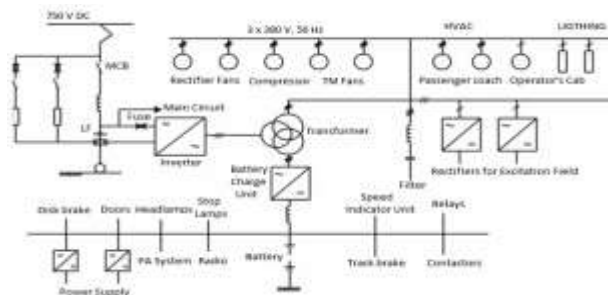 750 V DC
3 x 380 V, 50 Hz
HVAC
LIGTHING
MCB
Rectifier Fans
Compressor
TM Fans
Passenger coach
Operator's Cab
Main Circuit
Fuse
LF
Transformer
Inverter
Battery
Charge
Unit
Filter
Rectifiers for Excitation Field
Disk brake
Doors
Headlamps
Stop
Lamps
Speed
Indicator Unit
Relays
PA System
Radio
Battery
Track brake
Contactors
Power Supply